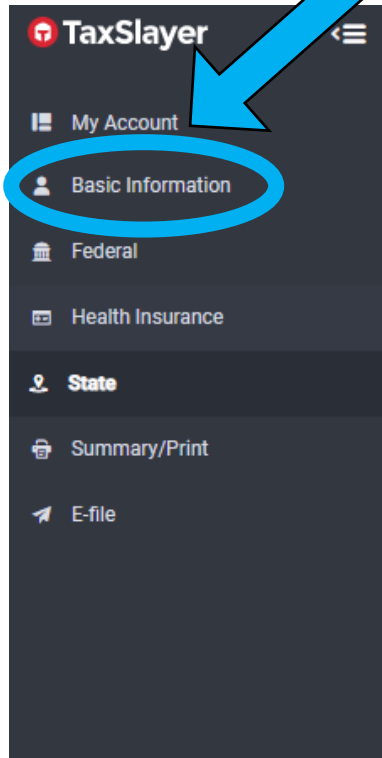 TaxSlayer
My Account
Basic Information
Federal
Health Insurance
State
Summary/Print
E-file